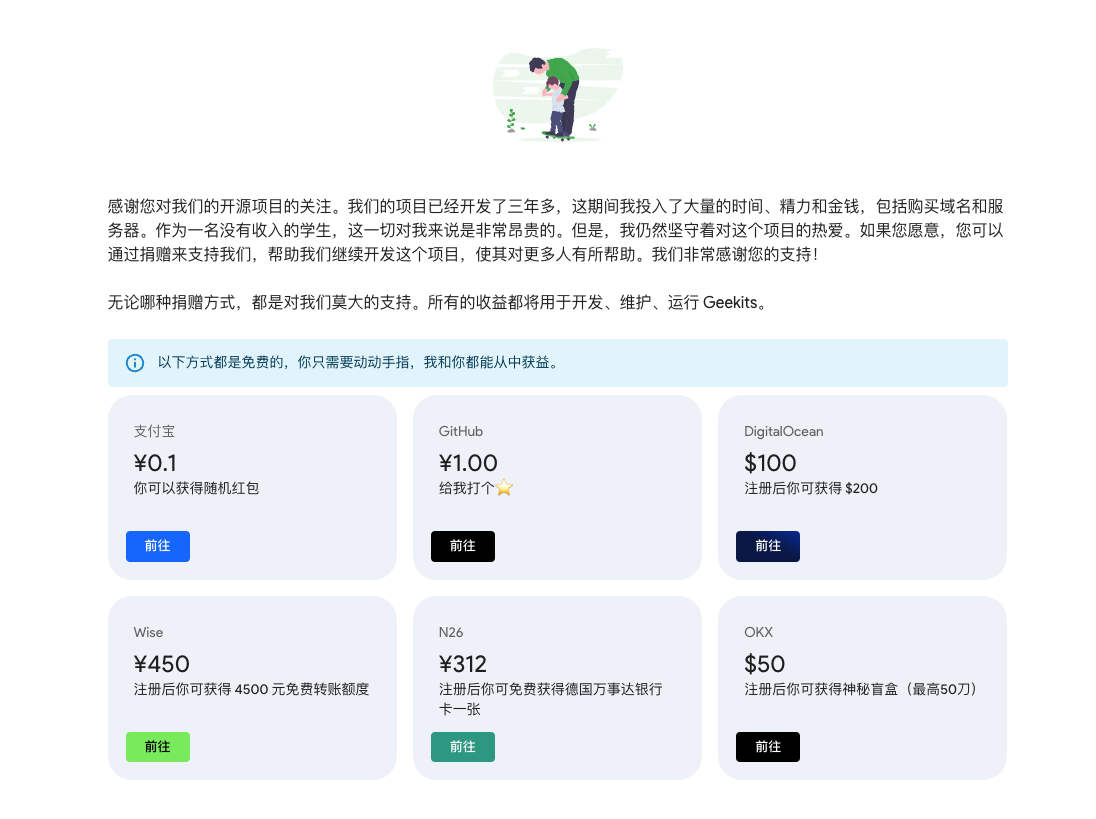 感谢您对我们的开源项目的关注。我们的项目已经开发了三年多，这期间我投入了大量的时间、精力和金钱，包括购买域名和服
务器。作为一名没有收入的学生，这一切对我来说是非常昂贵的。但是，我仍然坚守着对这个项目的热爱。如果您愿意，您可以
通过捐赠来支持我们，帮助我们继续开发这个项目，使其对更多人有所帮助。我们非常感谢您的支持！
无论哪种捐赠方式，都是对我们莫大的支持。所有的收益都将用于开发、维护、运行 Geekits。
以下方式都是免费的，你只需要动动手指，我和你都能从中获益。
支付宝
¥0.1
你可以获得随机红包
前往
GitHub
¥1.00
给我打个⭐
前往
DigitalOcean
$100
注册后你可获得 $200
前往
Wise
¥450
注册后你可获得 4500 元免费转账额度
前往
N26
¥312
注册后你可免费获得德国万事达银行
卡一张
前往
OKX
$50
注册后你可获得神秘盲盒（最高50刀）
前往